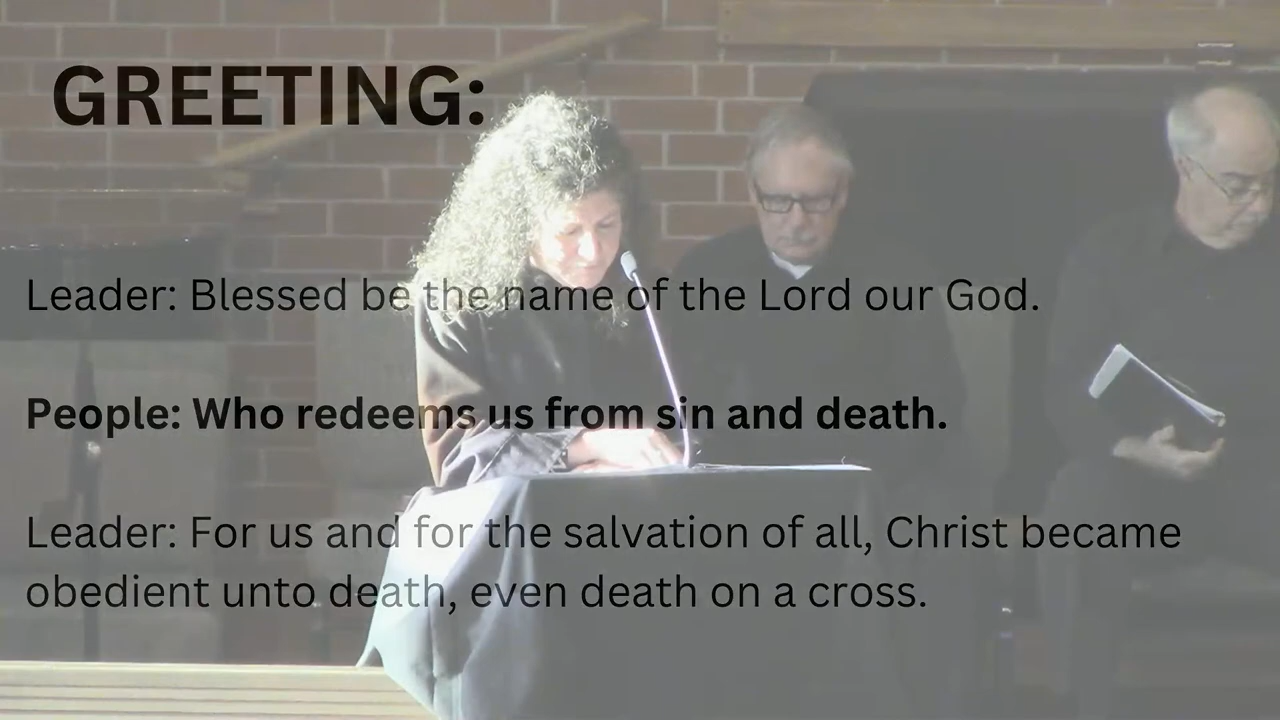 GREETING:
Leader: Blessed be the name of the Lord our God.
People: Who redeems us from sin and death.
Leader: For us and for the salvation of all, Christ became
obedient unto death, even death on a cross.